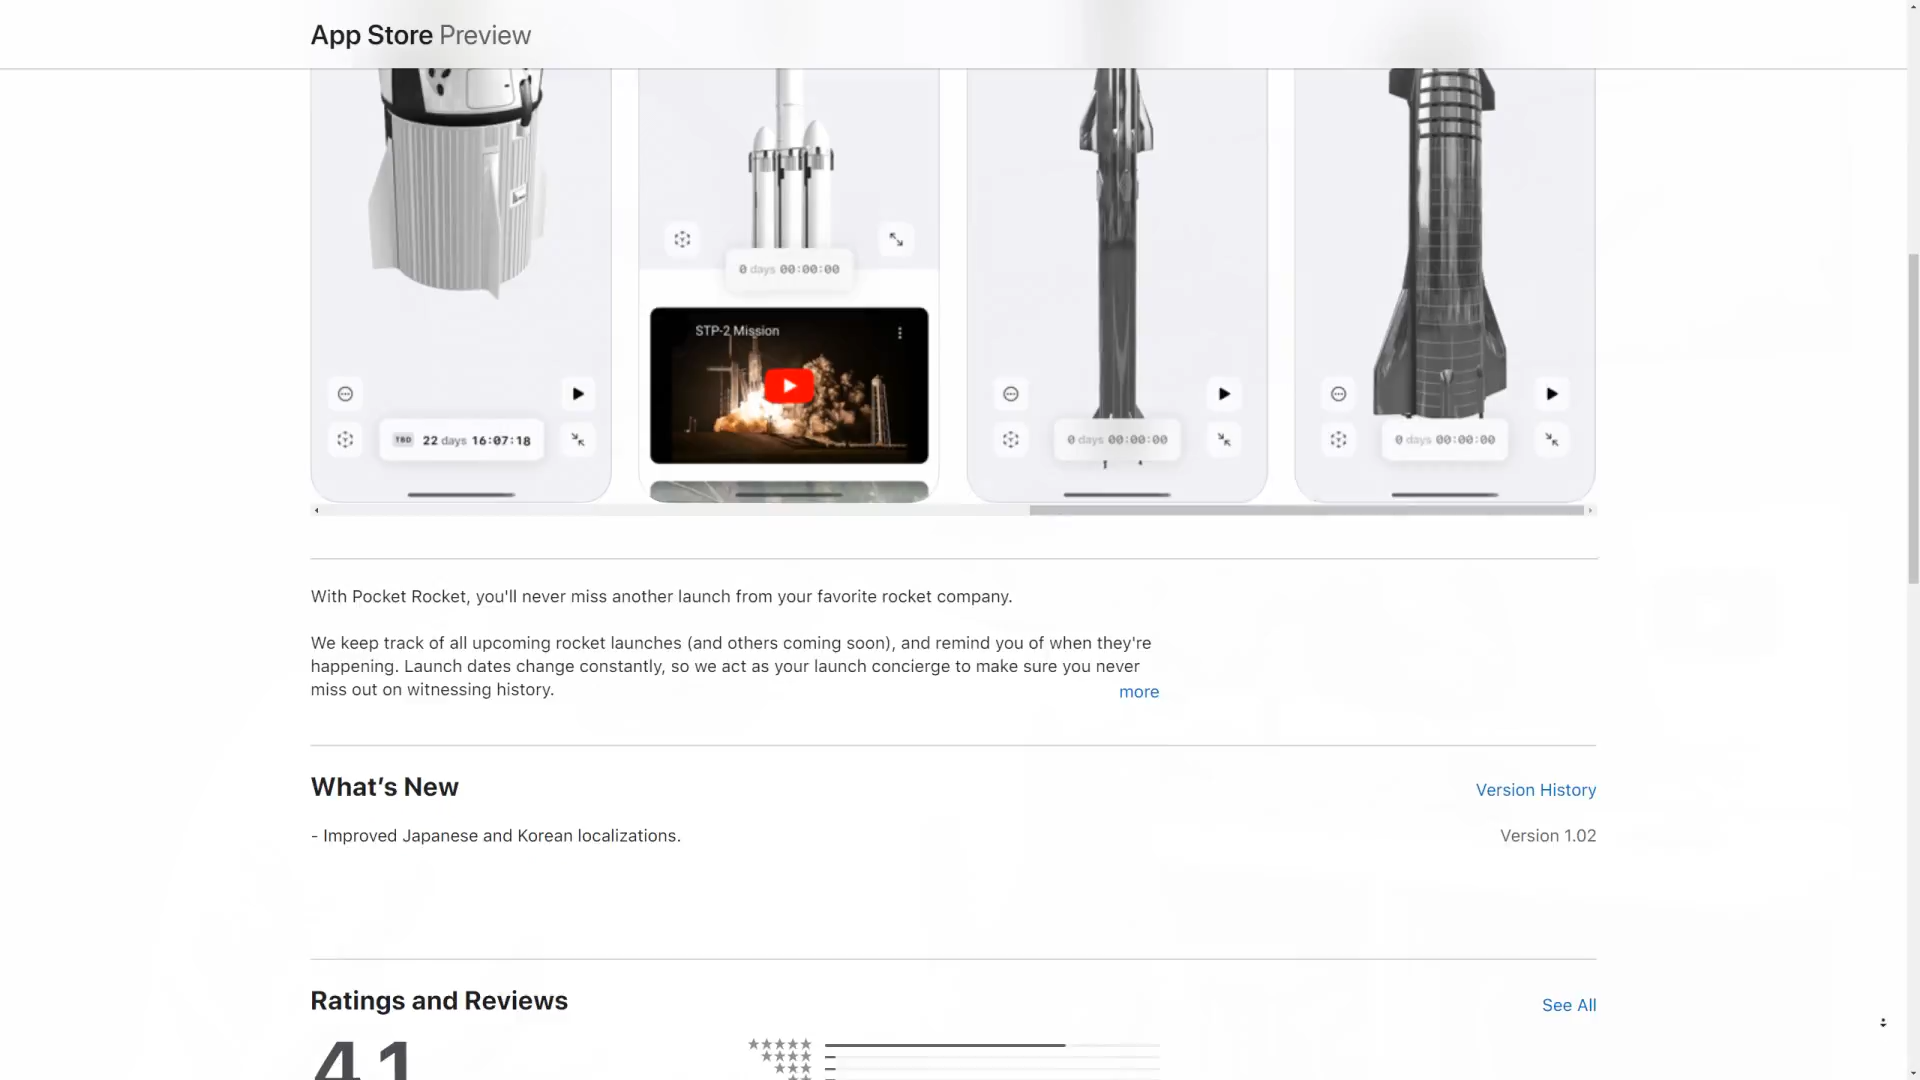 App Store Preview
0 days 00:00:00
STP-2 Mission
TBD 22 days 16:07:18
0 days 00:00:00
0 days 00:00:00
With Pocket Rocket, you'll never miss another launch from your favorite rocket company.
We keep track of all upcoming rocket launches (and others coming soon), and remind you of when they're
happening. Launch dates change constantly, so we act as your launch concierge to make sure you never
miss out on witnessing history.
more
What's New
Version History
- Improved Japanese and Korean localizations.
Version 1.02
Ratings and Reviews
See All
4.1